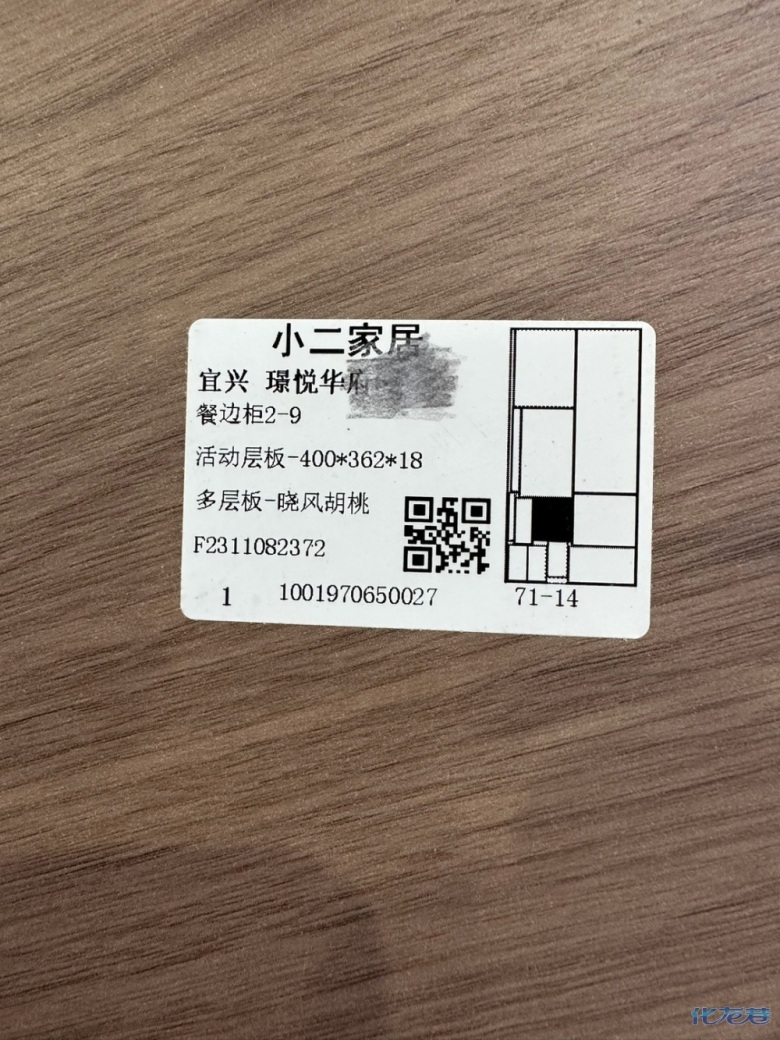 小二家居
宜兴 璟悦华府
餐边柜2-9
活动层板-400*362*18
多层板-晓风胡桃
F2311082372
1 1001970650027 71-14
化龙巷